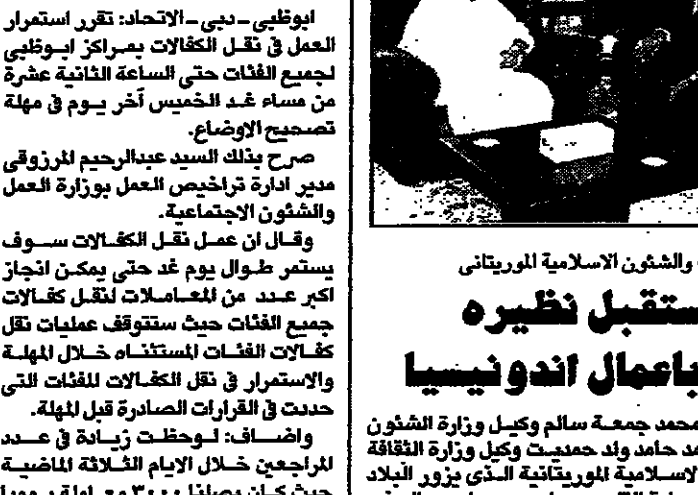 ابوظبي ـ دبي ـ الاتحاد: تقرر استمرار
العمل في نقل الكفالات بمراكز ابوظبي
لجميع الفئات حتى الساعة الثانية عشرة
من مساء غد الخميس آخر يوم في مهلة
تصحيح الاوضاع.
صرح بذلك السيد عبدالرحيم المرزوقي
مدير ادارة تراخيص العمل بوزارة العمل
والشئون الاجتماعية.
وقال ان عمل نقل الكفالات سوف
يستمر طوال يوم غد حتى يمكن انجاز
اكبر عدد من المعاملات لنقل كفالات
جميع الفئات حيث ستتوقف عمليات نقل
كفالات الفئات المستثناه خلال المهلة
والاستمرار في نقل الكفالات للفئات التي
حددت في القرارات الصادرة قبل المهلة.
واضاف: لوحظت زيادة في عدد
المراجعين خلال الايام الثلاثة الماضية
حيث كان يصلنا
والشئون الاسلامية الموريتاني
ستقبل نظيره
باعمال اندونيسيا
محمد جمعة سالم وكيل وزارة الشئون
مد حامد ولد حمديت وكيل وزارة الثقافة
لاسلامية الموريتانية الذي يزور البلاد